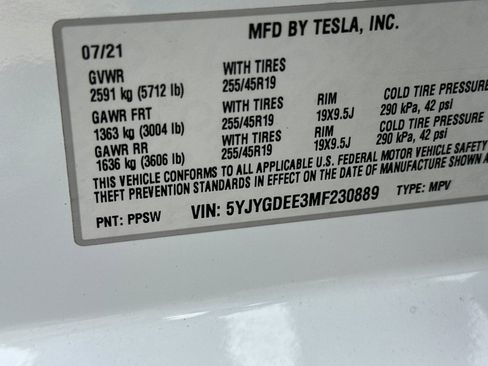 MFD BY TESLA, INC.
07/21
GVWR WITH TIRES RIM COLD TIRE PRESSURE
2591 kg (5712 lb) 255/45R19 19X9.5J 290 kPa, 42 psi
GAWR FRT WITH TIRES RIM COLD TIRE PRESSURE
1363 kg (3004 lb) 255/45R19 19X9.5J 290 kPa, 42 psi
GAWR RR WITH TIRES
1636 kg (3606 lb) 255/45R19
THIS VEHICLE CONFORMS TO ALL APPLICABLE U.S. FEDERAL MOTOR VEHICLE SAFETY
THEFT PREVENTION STANDARDS IN EFFECT ON THE DATE OF MANUFACTURE SHOWN
PNT: PPSW VIN: 5YJYGDEE3MF230889 TYPE: MPV